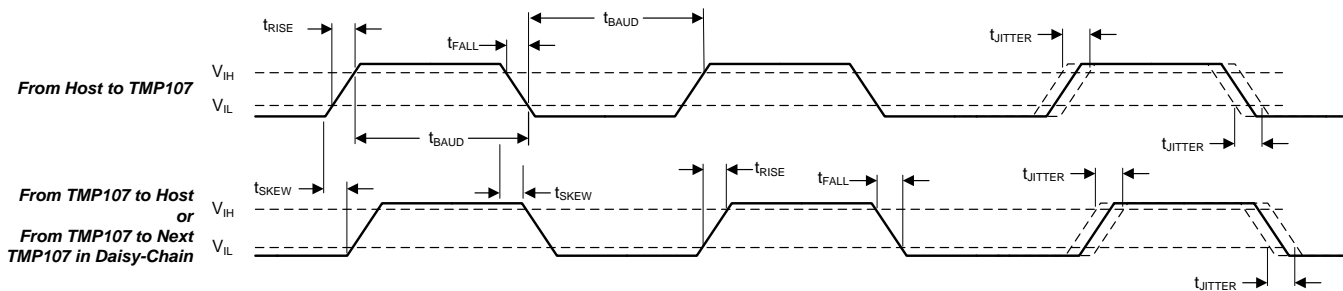 tRISE
tFALL
tBAUD
tJITTER
From Host to TMP107
VIH
VIL
tBAUD
tJITTER
tSKEW
tSKEW
tRISE
tFALL
tJITTER
From TMP107 to Host
or
From TMP107 to Next
TMP107 in Daisy-Chain
VIH
VIL
tJITTER